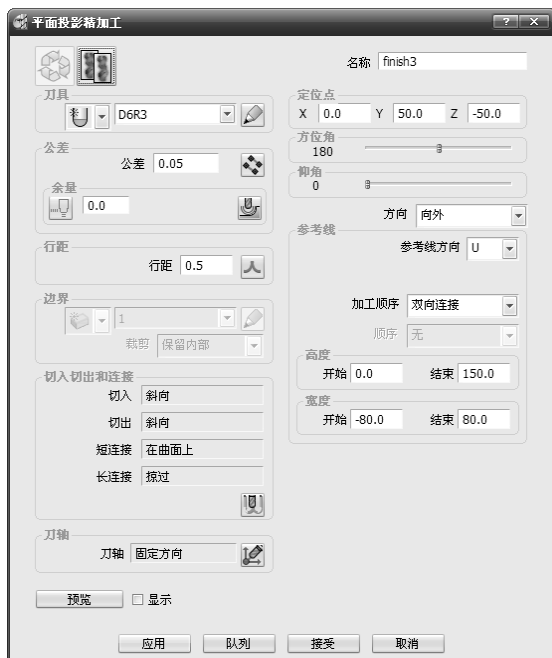 平面投影精加工
名称 finish3
刀具
D6R3
公差
公差 0.05
余量
0.0
行距
行距 0.5
边界
1
裁剪 保留内部
切入切出和连接
切入 斜向
切出 斜向
短连接 在曲面上
长连接 掠过
刀轴
刀轴 固定方向
预览 显示
定位点
X 0.0 Y 50.0 Z -50.0
方位角
180
仰角
0
方向 向外
参考线
参考线方向 U
加工顺序 双向连接
顺序 无
高度
开始 0.0 结束 150.0
宽度
开始 -80.0 结束 80.0
应用 队列 接受 取消